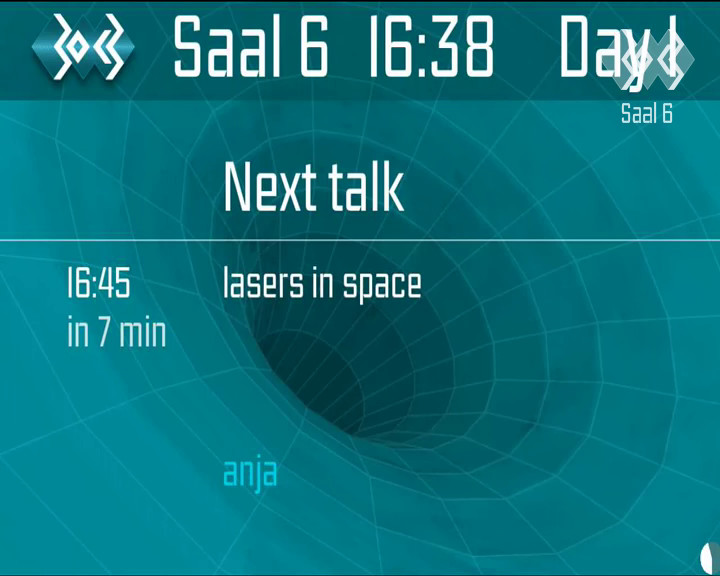 Saal 6 16:38 Day 1
Saal 6
Next talk
16:45 lasers in space
in 7 min
anja